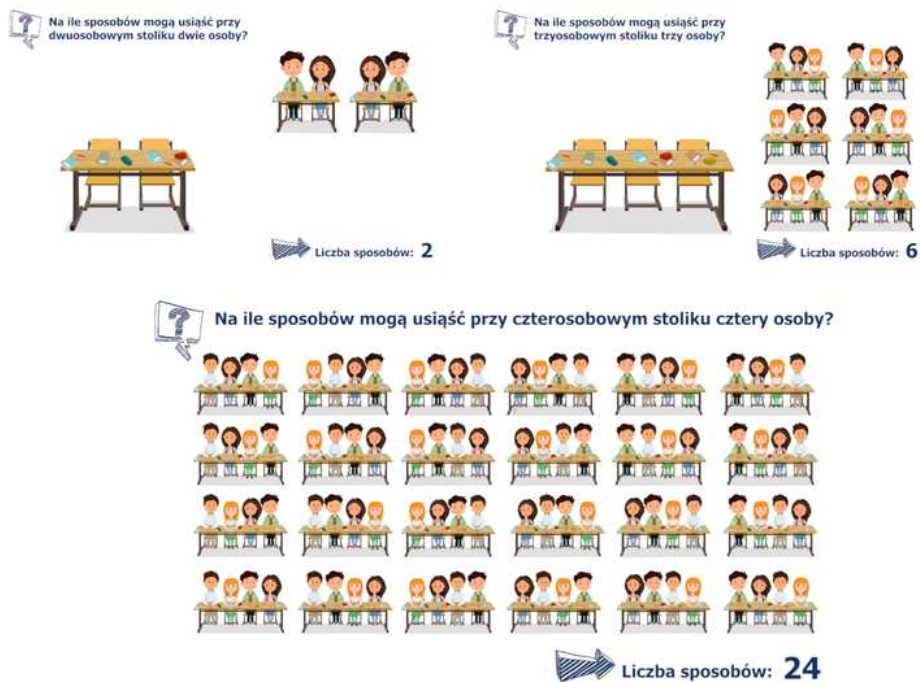 Na ile sposobów mogą usiąść przy
dwuosobowym stoliku dwie osoby?
Liczba sposobów: 2
Na ile sposobów mogą usiąść przy
trzyosobowym stoliku trzy osoby?
Liczba sposobów: 6
Na ile sposobów mogą usiąść przy czterosobowym stoliku cztery osoby?
Liczba sposobów: 24